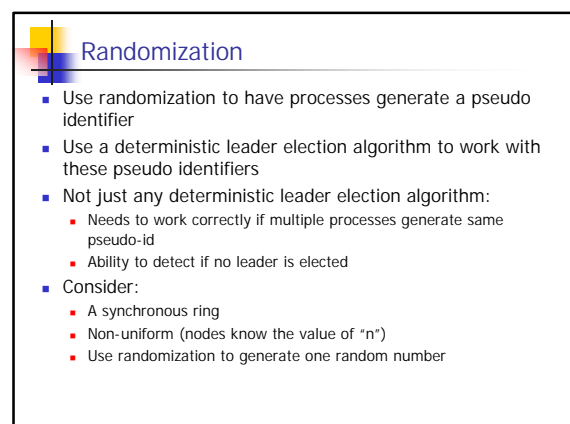 Randomization
Use randomization to have processes generate a pseudo
identifier
Use a deterministic leader election algorithm to work with
these pseudo identifiers
Not just any deterministic leader election algorithm:
Needs to work correctly if multiple processes generate same
pseudo-id
Ability to detect if no leader is elected
Consider:
A synchronous ring
Non-uniform (nodes know the value of "n")
Use randomization to generate one random number